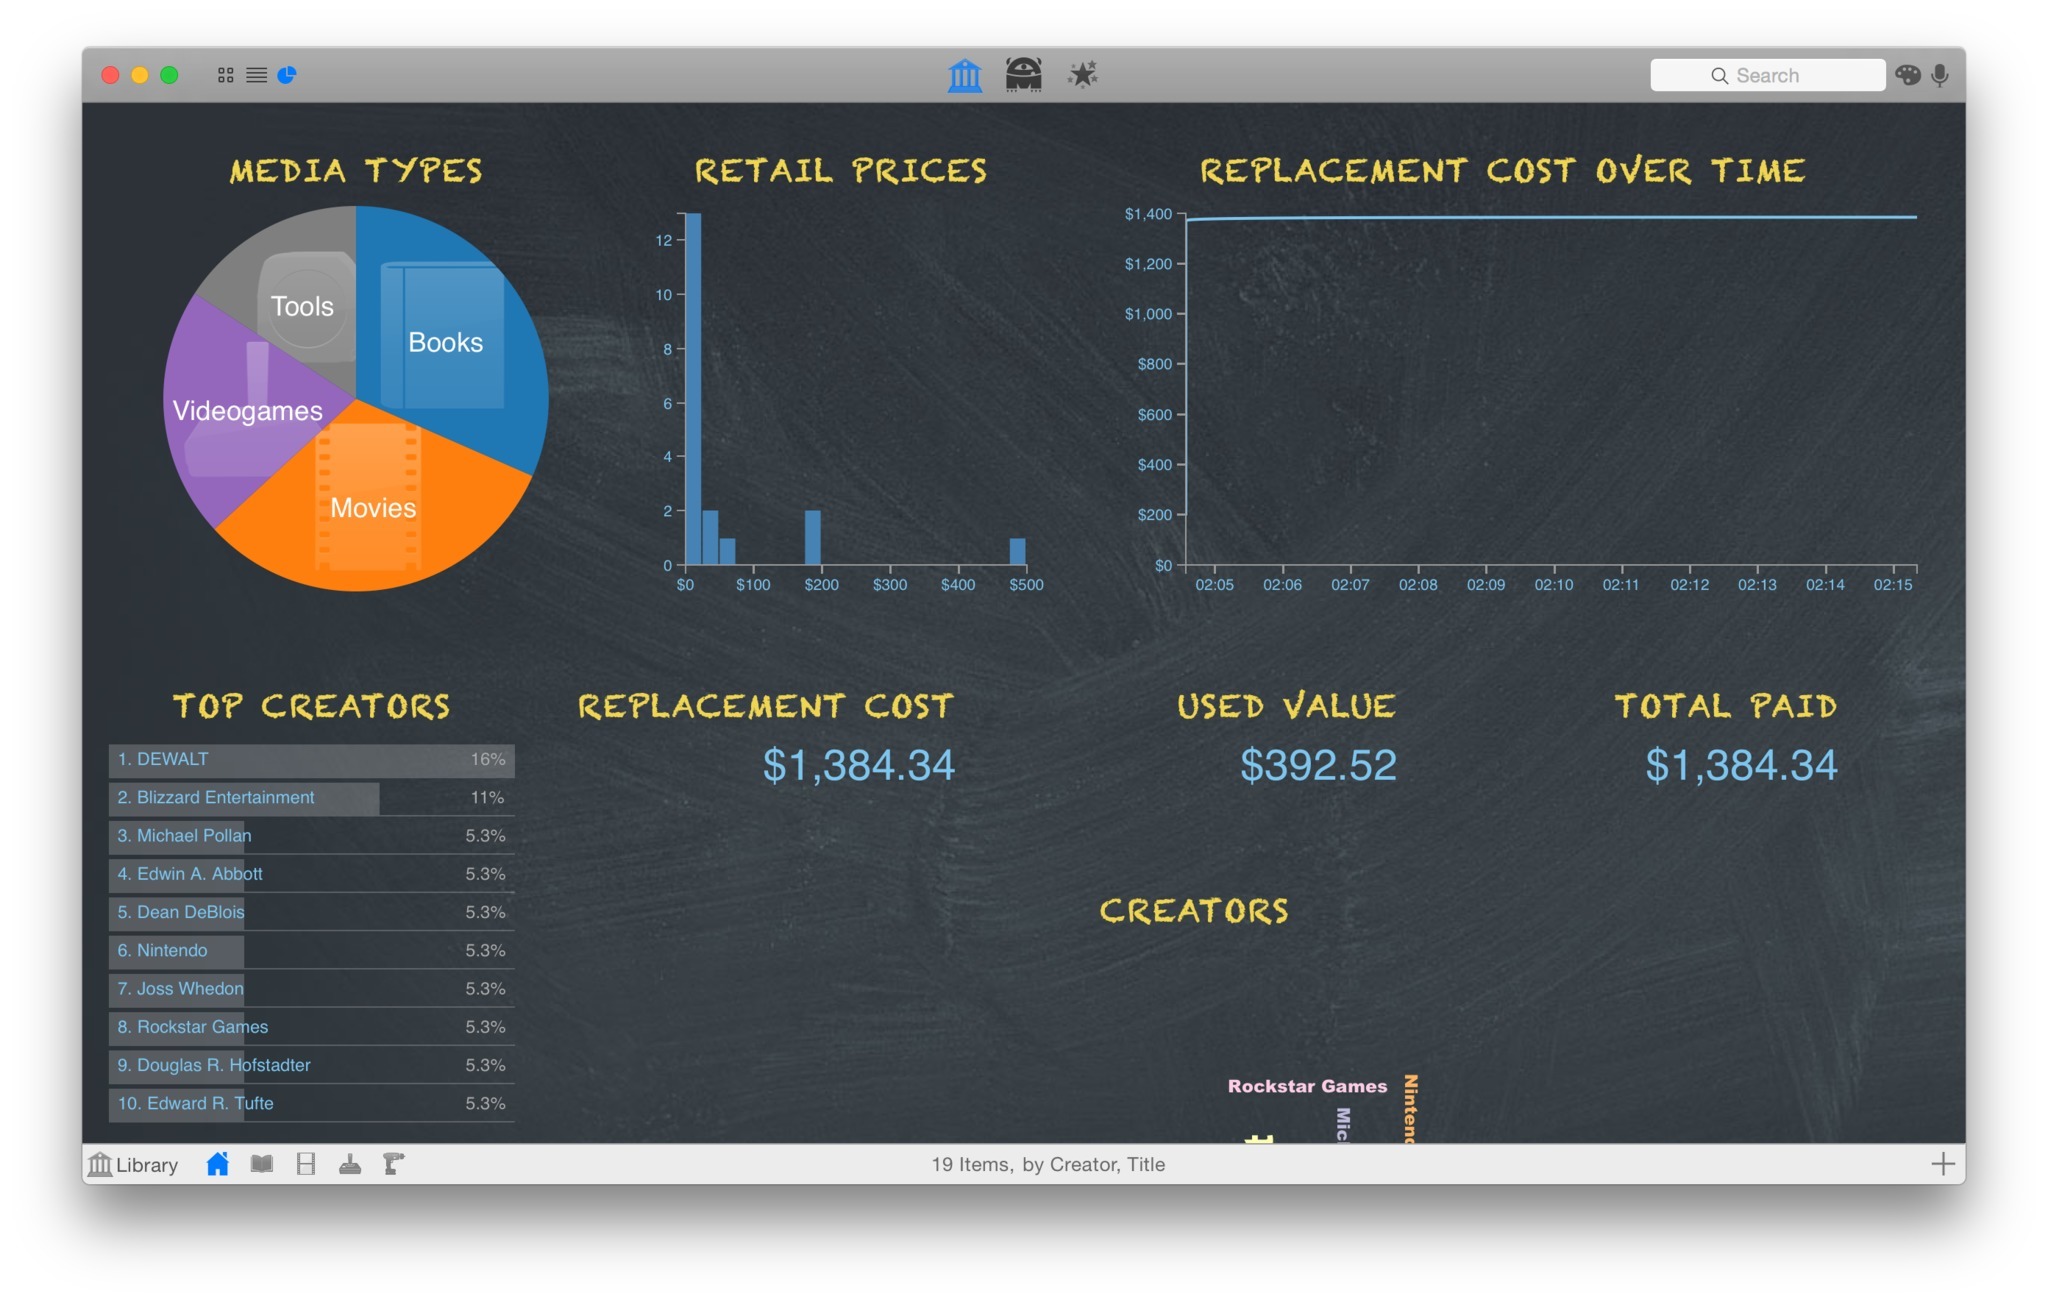 Search
MEDIA TYPES
Tools
Books
Videogames
Movies
RETAIL PRICES
12
10
8
6
4
2
0
$0 $100 $200 $300 $400 $500
REPLACEMENT COST OVER TIME
$1,400
$1,200
$1,000
$800
$600
$400
$200
$0
02:05 02:06 02:07 02:08 02:09 02:10 02:11 02:12 02:13 02:14 02:15
TOP CREATORS
1. DEWALT 16%
2. Blizzard Entertainment 11%
3. Michael Pollan 5.3%
4. Edwin A. Abbott 5.3%
5. Dean DeBlois 5.3%
6. Nintendo 5.3%
7. Joss Whedon 5.3%
8. Rockstar Games 5.3%
9. Douglas R. Hofstadter 5.3%
10. Edward R. Tufte 5.3%
REPLACEMENT COST
$1,384.34
USED VALUE
$392.52
TOTAL PAID
$1,384.34
CREATORS
Rockstar Games
Mic
Ninten
Library
19 Items, by Creator, Title